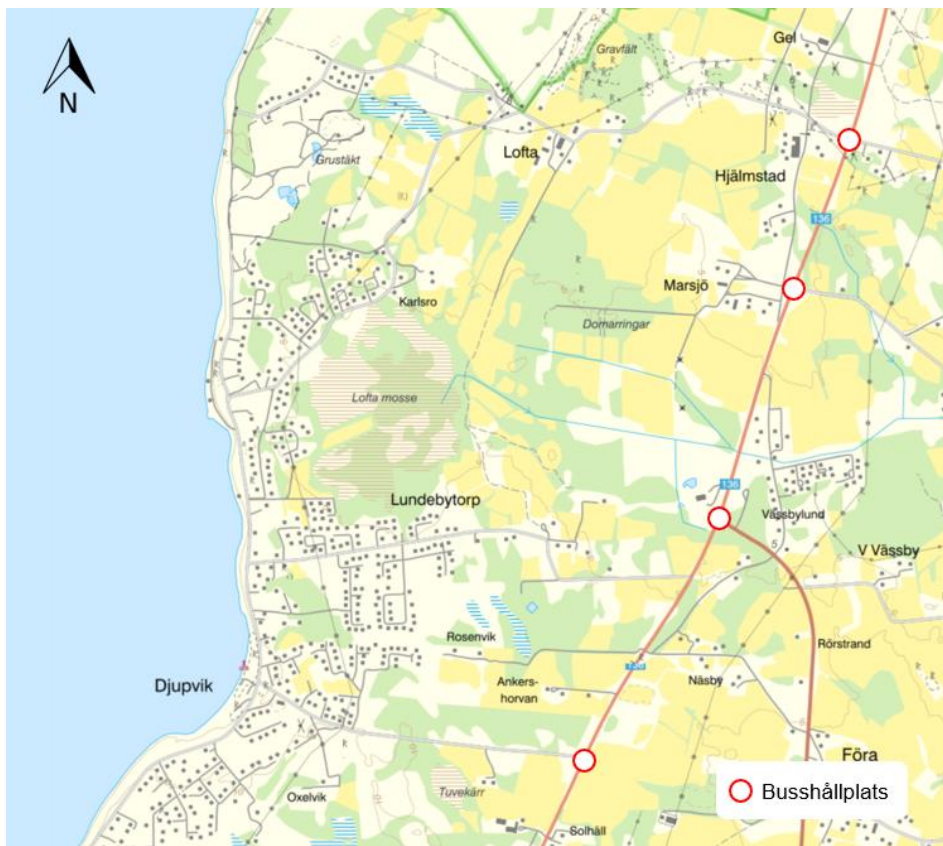 Gel
Gravfält
N
Lofta
Grustäkt
Hjälmstad
136
Marsjö
Karlsro
Domarringar
Lofta mosse
136
Lundebytorp
Vässbylund
5
V Vässby
Rosenvik
Rörstrand
136
Djupvik
Ankers-
horvan
Näsby
Föra
Tuvekärr
Oxelvik
Busshållplats
Solhäll